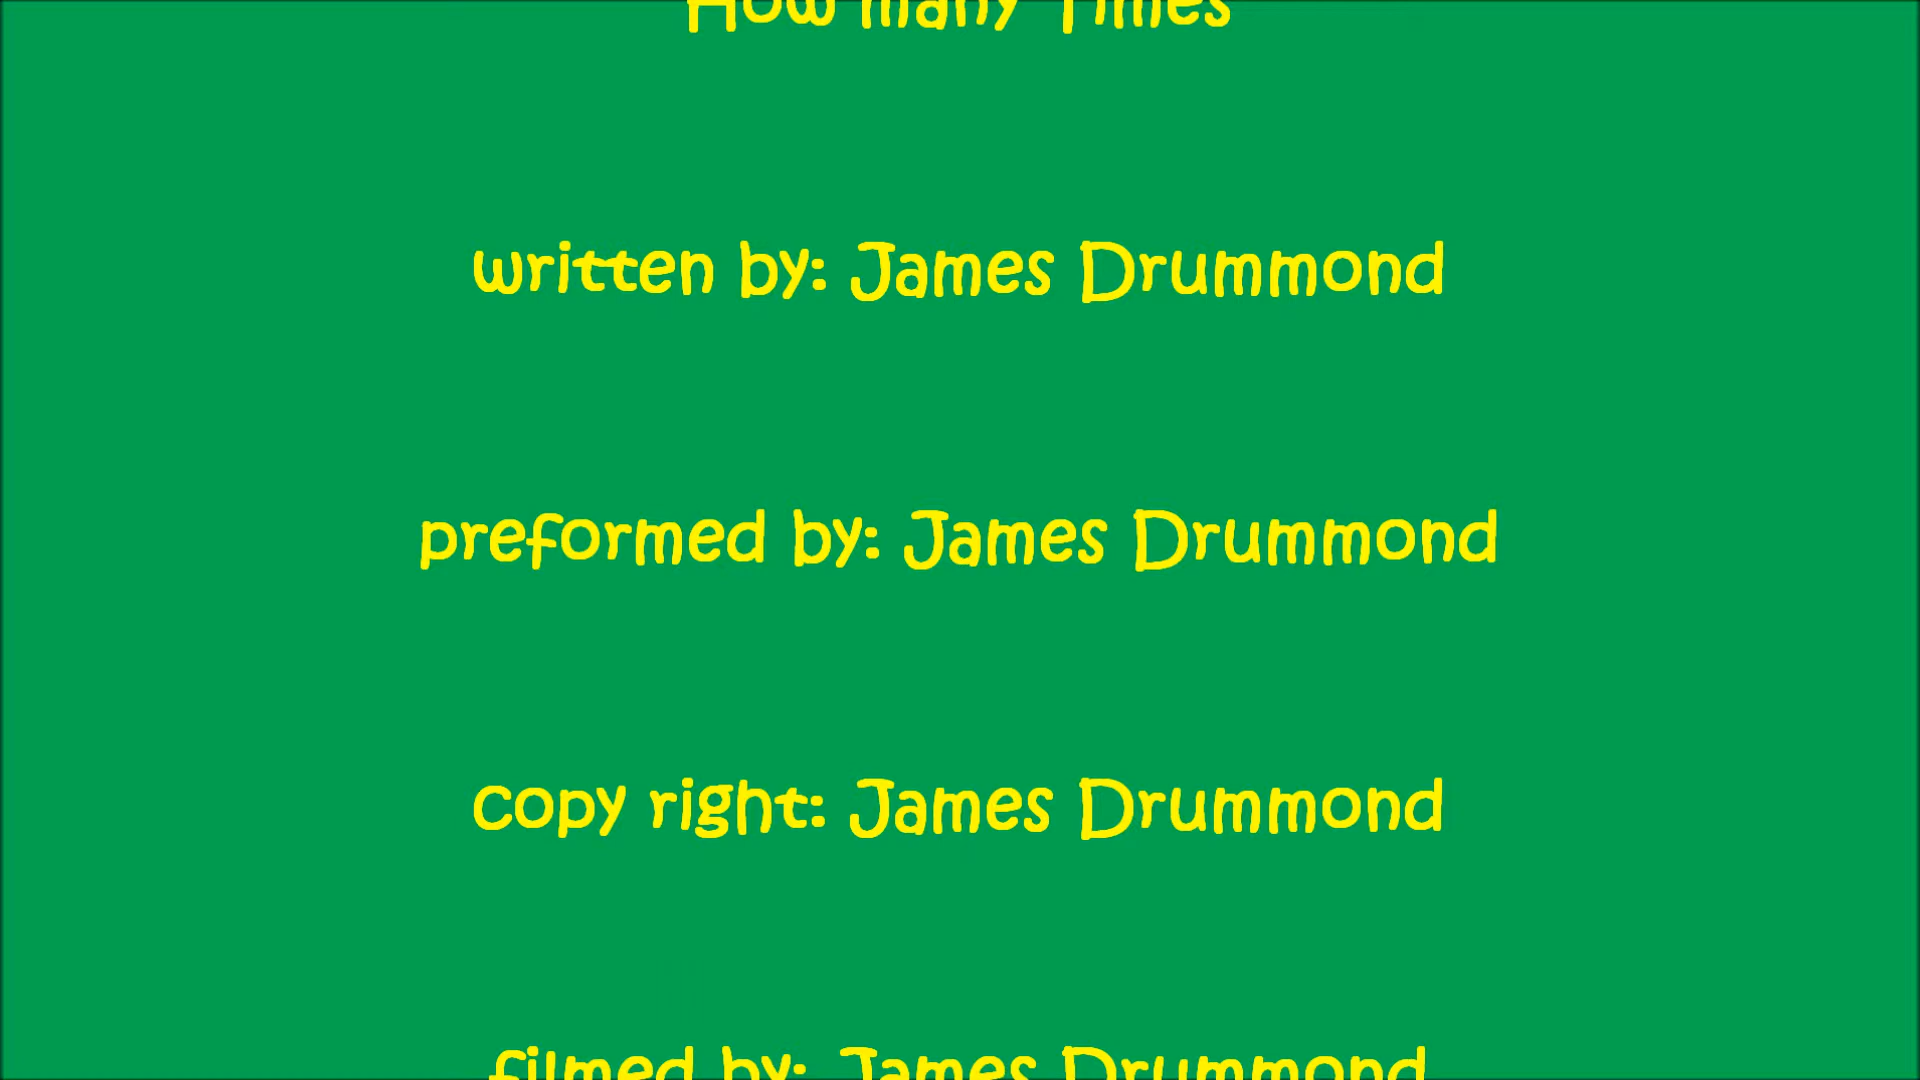 How many Times
written by: James Drummond
preformed by: James Drummond
copy right: James Drummond
filmed by: James Drummond